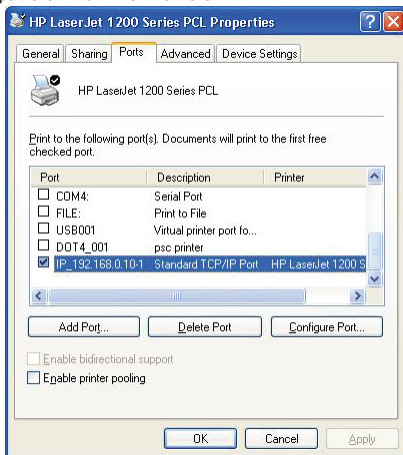 HP LaserJet 1200 Series PCL Properties
General Sharing Ports Advanced Device Settings
HP LaserJet 1200 Series PCL
Print to the following port(s). Documents will print to the first free
checked port.
Port Description Printer
COM4: Serial Port
FILE: Print to File
USB001 Virtual printer port fo...
DOT4_001 psc printer
IP_192.168.0.10-1 Standard TCP/IP Port HP LaserJet 1200 S
Add Port... Delete Port Configure Port...
Enable bidirectional support
Enable printer pooling
OK Cancel Apply